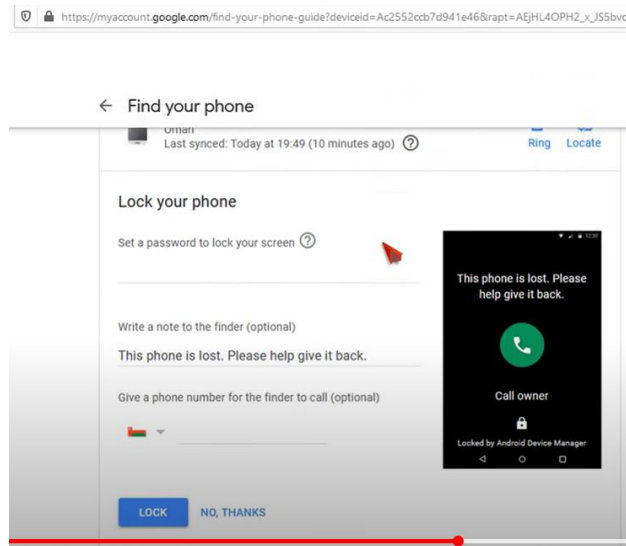 https://myaccount.google.com/find-your-phone-guide?deviceid=Ac2552ccb7d941e46&rapt=AEjHL4OPH2_x_JS5bvc
Find your phone
Oman
Last synced: Today at 19:49 (10 minutes ago)
Ring Locate
Lock your phone
Set a password to lock your screen
12:30
This phone is lost. Please
help give it back.
Call owner
Locked by Android Device Manager
Write a note to the finder (optional)
This phone is lost. Please help give it back.
Give a phone number for the finder to call (optional)
LOCK NO, THANKS